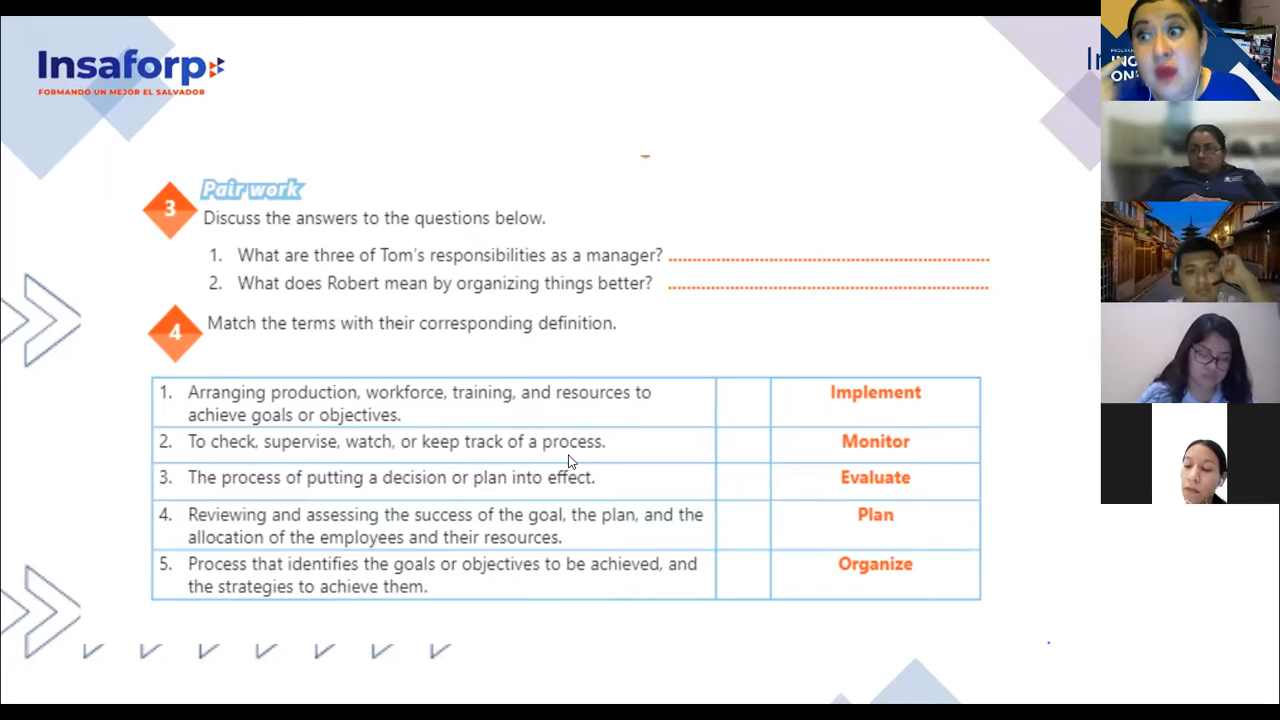 Insaforp
FORMANDO UN MEJOR EL SALVADOR
3
Pair work
Discuss the answers to the questions below.
1. What are three of Tom's responsibilities as a manager?
2. What does Robert mean by organizing things better?
4
Match the terms with their corresponding definition.
1. Arranging production, workforce, training, and resources to
achieve goals or objectives.
Implement
2. To check, supervise, watch, or keep track of a process.
Monitor
3. The process of putting a decision or plan into effect.
Evaluate
4. Reviewing and assessing the success of the goal, the plan, and the
allocation of the employees and their resources.
Plan
5. Process that identifies the goals or objectives to be achieved, and
the strategies to achieve them.
Organize